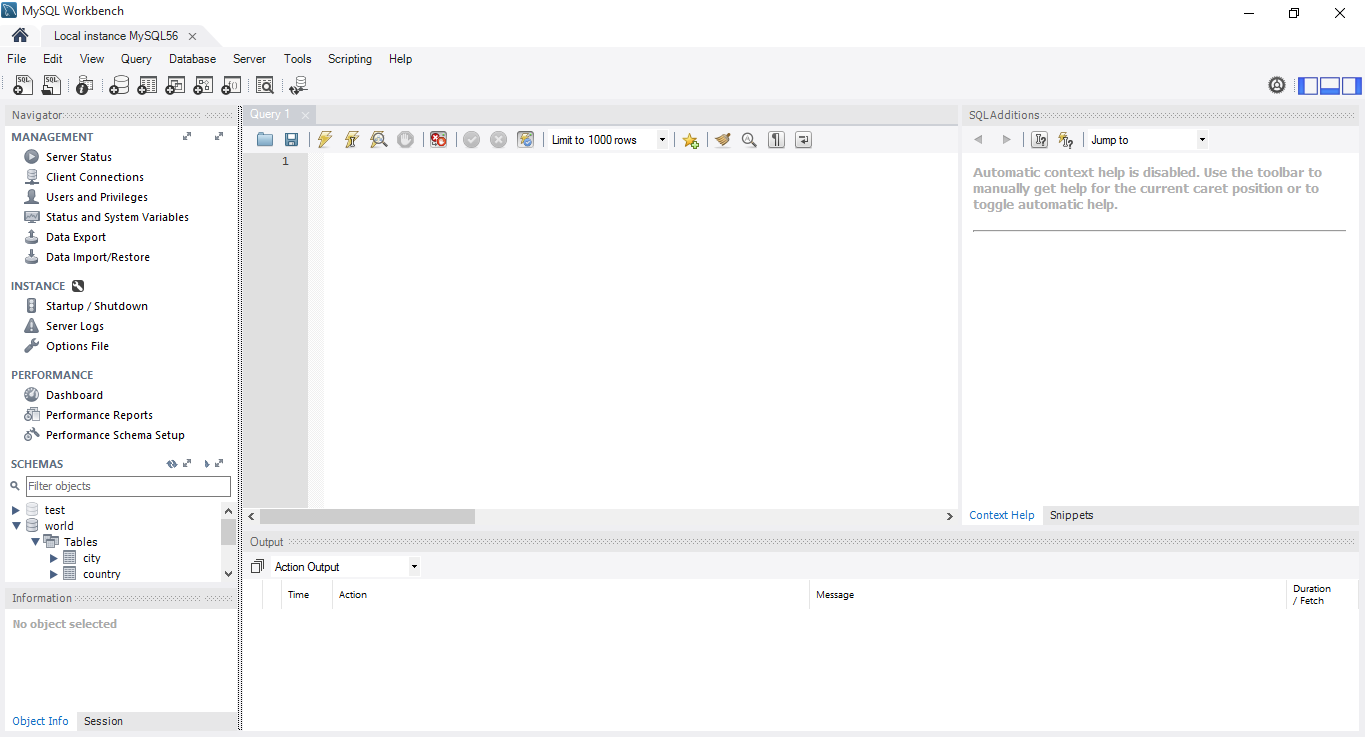 MySQL Workbench
Local instance MySQL56
File Edit View Query Database Server Tools Scripting Help
SQL SQL
Navigator
MANAGEMENT
Server Status
Client Connections
Users and Privileges
Status and System Variables
Data Export
Data Import/Restore
INSTANCE
Startup / Shutdown
Server Logs
Options File
PERFORMANCE
Dashboard
Performance Reports
Performance Schema Setup
SCHEMAS
Filter objects
test
world
Tables
city
country
Information
No object selected
Object Info Session
Query 1
Limit to 1000 rows
1
SQLAdditions
Jump to
Automatic context help is disabled. Use the toolbar to
manually get help for the current caret position or to
toggle automatic help.
Context Help Snippets
Output
Action Output
Time Action Message Duration
/ Fetch